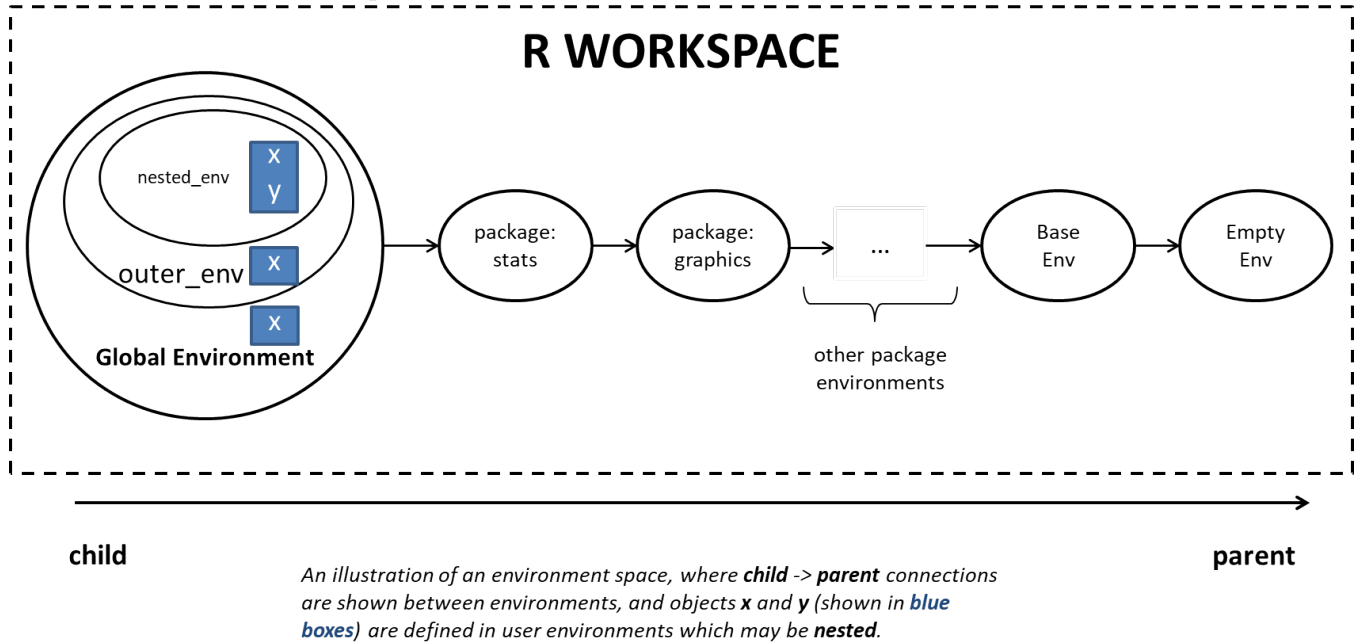 R WORKSPACE
x
nested_env
y
x
outer_env
x
Global Environment
package:
stats
package:
graphics
...
other package
environments
Base
Env
Empty
Env
child
parent
An illustration of an environment space, where child -> parent connections
are shown between environments, and objects x and y (shown in blue
boxes) are defined in user environments which may be nested.